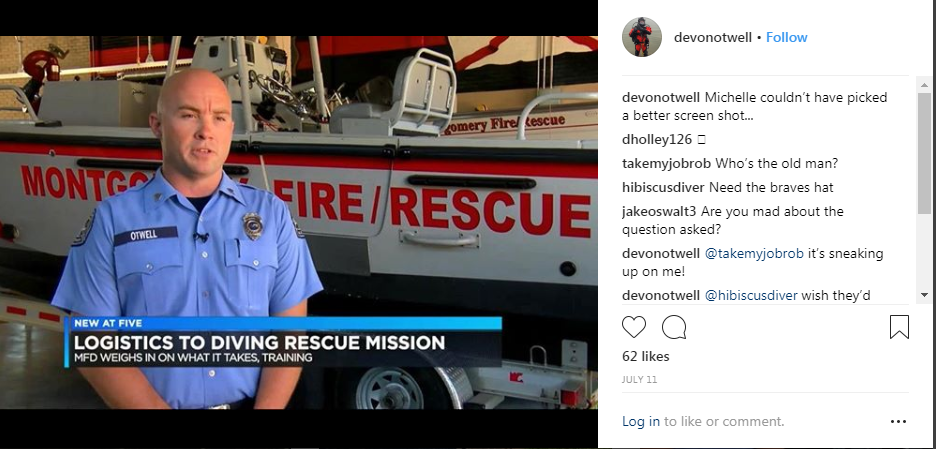 gomery Fire/Rescue
MONTGO FIRE/RESCUE
OTWELL
NEW AT FIVE
LOGISTICS TO DIVING RESCUE MISSION
MFD WEIGHS IN ON WHAT IT TAKES, TRAINING
devonotwell • Follow
devonotwell Michelle couldn't have picked
a better screen shot...
dholley126 
takemyjobrob Who's the old man?
hibiscusdiver Need the braves hat
jakeoswalt3 Are you mad about the
question asked?
devonotwell @takemyjobrob it's sneaking
up on me!
devonotwell @hibiscusdiver wish they'd
62 likes
JULY 11
Log in to like or comment.